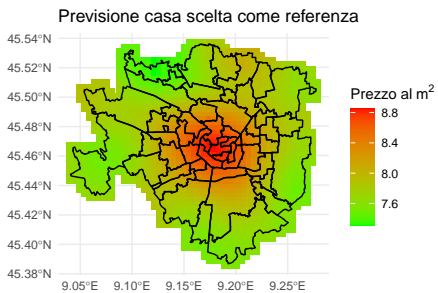 Previsione casa scelta come referenza
45.54°N
45.52°N
45.50°N
45.48°N
45.46°N
45.44°N
45.42°N
45.40°N
45.38°N
9.05°E 9.10°E 9.15°E 9.20°E 9.25°E
Prezzo al m²
8.8
8.4
8.0
7.6